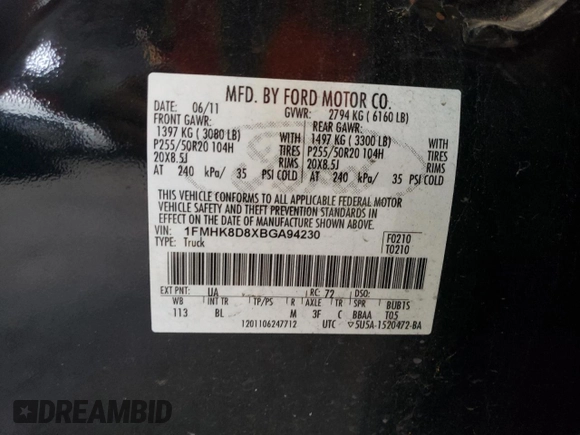 MFD. BY FORD MOTOR CO.
DATE: 06/11 GVWR: 2794 KG ( 6160 LB)
FRONT GAWR: REAR GAWR:
1397 KG ( 3080 LB) 1497 KG ( 3300 LB)
P255/50R20 104H TIRES P255/50R20 104H TIRES
20X8.5J RIMS 20X8.5J RIMS
AT 240 kPa/ 35 PSI COLD AT 240 kPa/ 35 PSI COLD
THIS VEHICLE CONFORMS TO ALL APPLICABLE FEDERAL MOTOR
VEHICLE SAFETY AND THEFT PREVENTION STANDARDS IN
EFFECT ON THE DATE OF MANUFACTURE SHOWN ABOVE.
VIN: 1FMHK8D8XBGA94230 F0210
TYPE: Truck T0210
EXT PNT: UA RC: 72 DSO:
WB INT TR TP/PS R AXLE TR SPR BUB15
113 BL M 3F C BBAA T05
1201106247712 UTC ▽5U5A-1520472-BA
DREAMBID